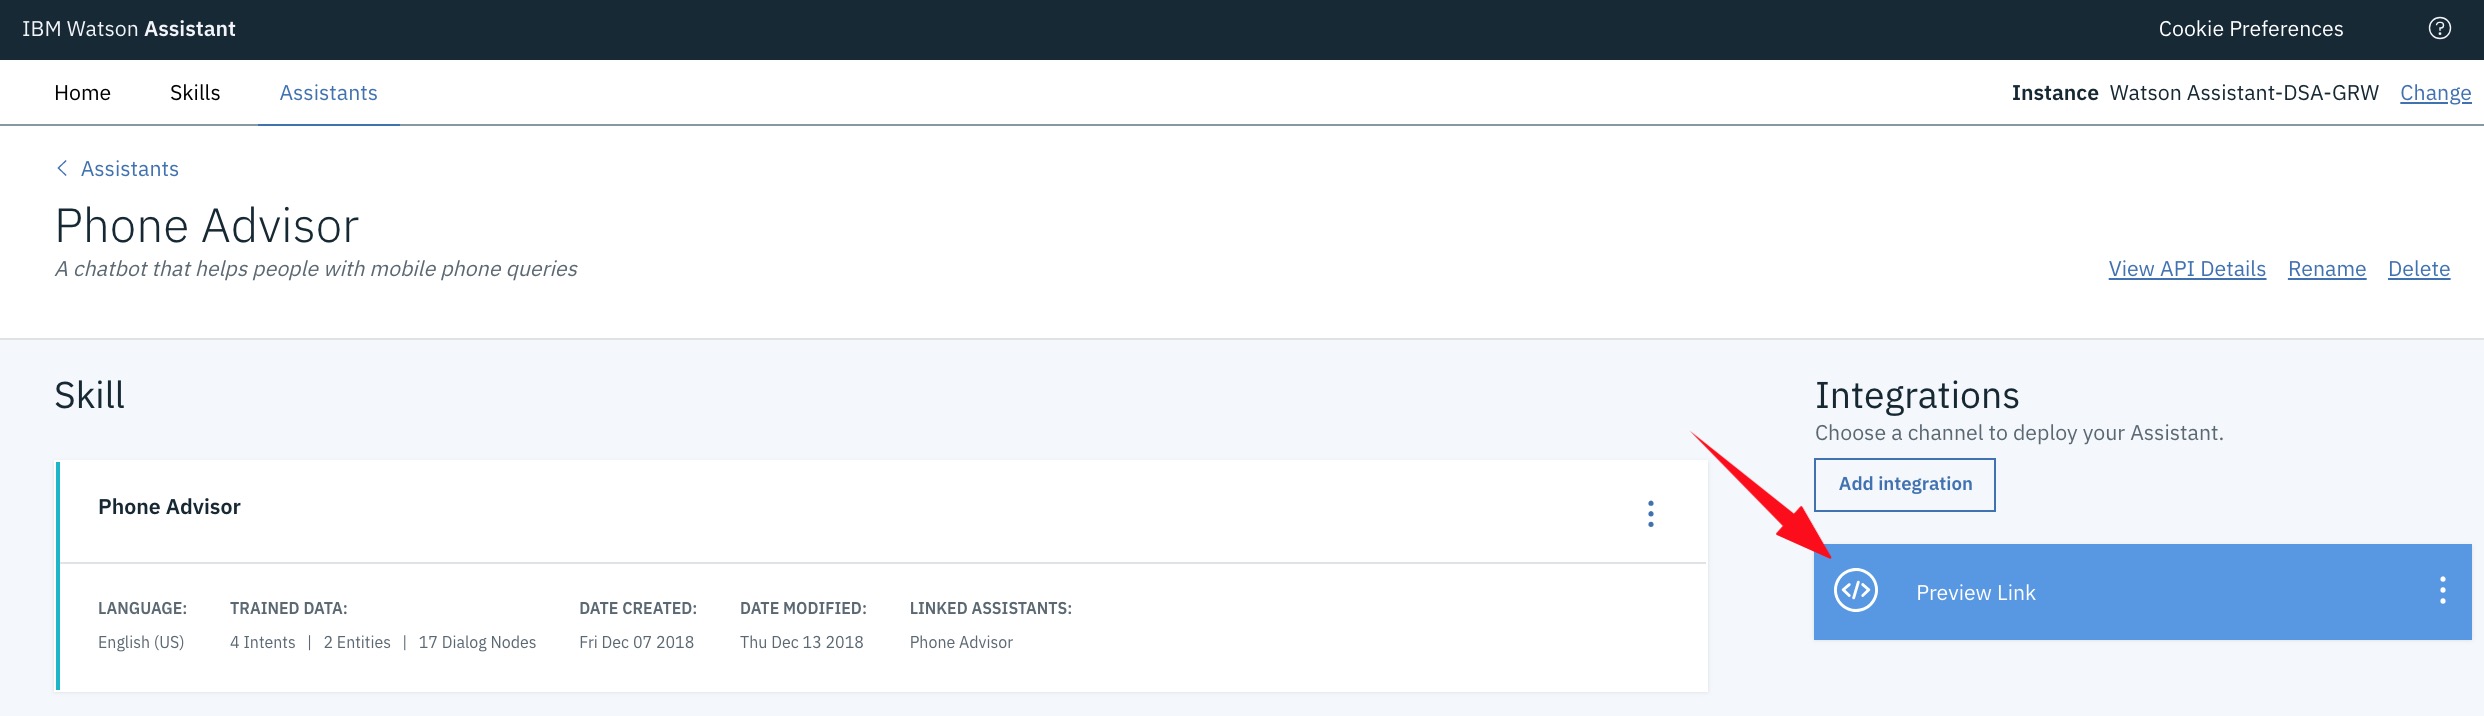 IBM Watson Assistant
Cookie Preferences
Home Skills Assistants
Instance Watson Assistant-DSA-GRW Change
< Assistants
Phone Advisor
A chatbot that helps people with mobile phone queries
View API Details Rename Delete
Skill
Integrations
Choose a channel to deploy your Assistant.
Add integration
Phone Advisor
Preview Link
LANGUAGE: TRAINED DATA: DATE CREATED: DATE MODIFIED: LINKED ASSISTANTS:
English (US) 4 Intents | 2 Entities | 17 Dialog Nodes Fri Dec 07 2018 Thu Dec 13 2018 Phone Advisor